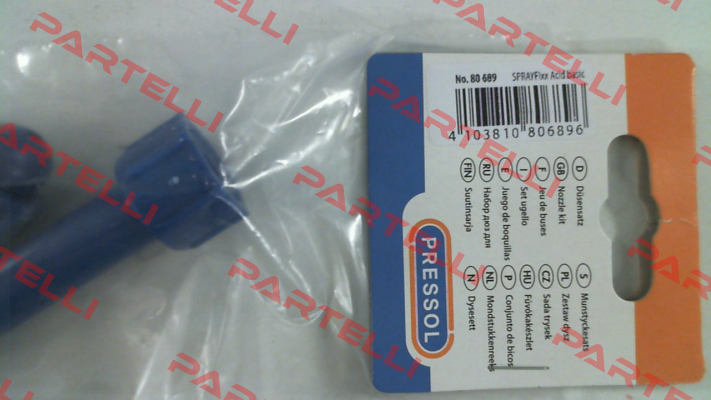 No. 80 689 SPRAYFixx Acid basic
4 103810 806896
D Düsensatz
GB Nozzle kit
F Jeu de buses
I Set ugello
E Juego de boquillas
RU Набор дюз для
FIN Suutinsarja
S Munstyckesats
PL Zestaw dysz
CZ Sada trysek
HU Fúvókakészlet
P Conjunto de bicos
NL Mondstukkenreeks
N Dysesett
PRESSOL
PARTELLI
PARTELLI
PARTELLI
PARTELLI
PARTELLI
PARTELLI
PARTELLI
PARTELLI